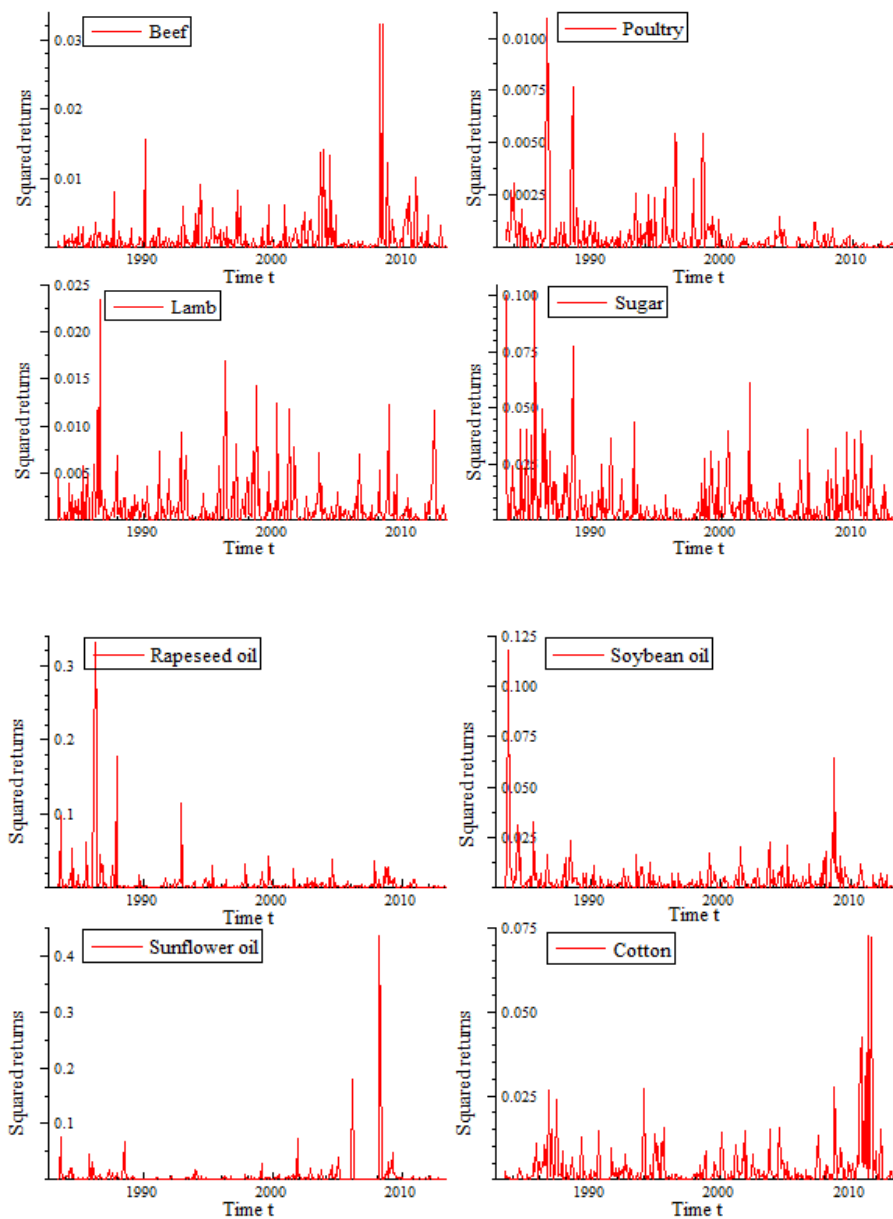 Beef
Squared returns
0.03
0.02
0.01
1990
2000
2010
Time t
Poultry
Squared returns
0.0100
0.0075
0.0050
0.0025
1990
2000
2010
Time t
Lamb
Squared returns
0.025
0.020
0.015
0.010
0.005
1990
2000
2010
Time t
Sugar
Squared returns
0.100
0.075
0.050
0.025
1990
2000
2010
Time t
Rapeseed oil
Squared returns
0.3
0.2
0.1
1990
2000
2010
Time t
Soybean oil
Squared returns
0.125
0.100
0.075
0.050
0.025
1990
2000
2010
Time t
Sunflower oil
Squared returns
0.4
0.3
0.2
0.1
1990
2000
2010
Time t
Cotton
Squared returns
0.075
0.050
0.025
1990
2000
2010
Time t